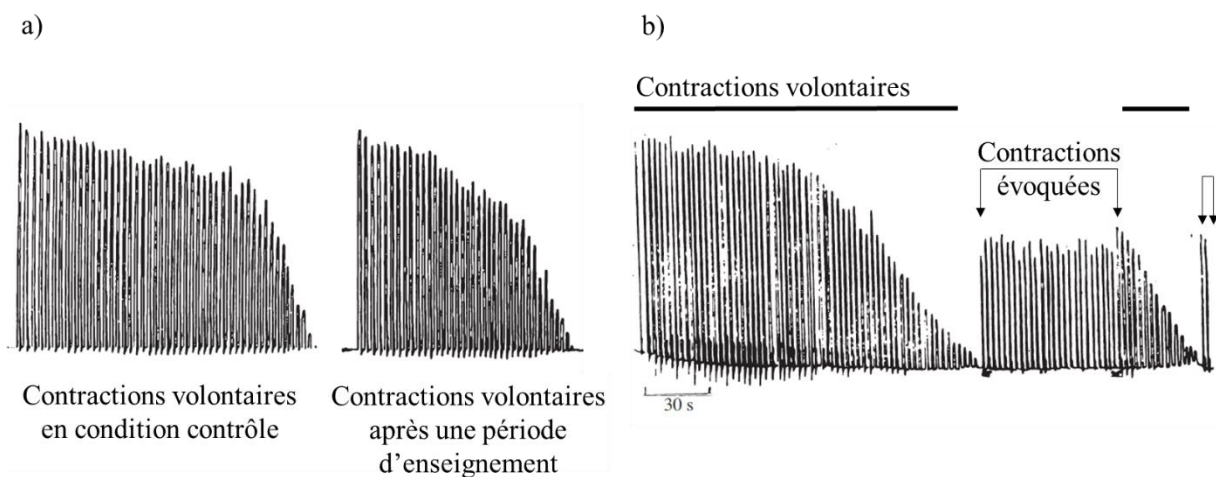 a)
Contractions volontaires
en condition contrôle
Contractions volontaires
après une période
d’enseignement
b)
Contractions volontaires
Contractions
évoquées
30 s